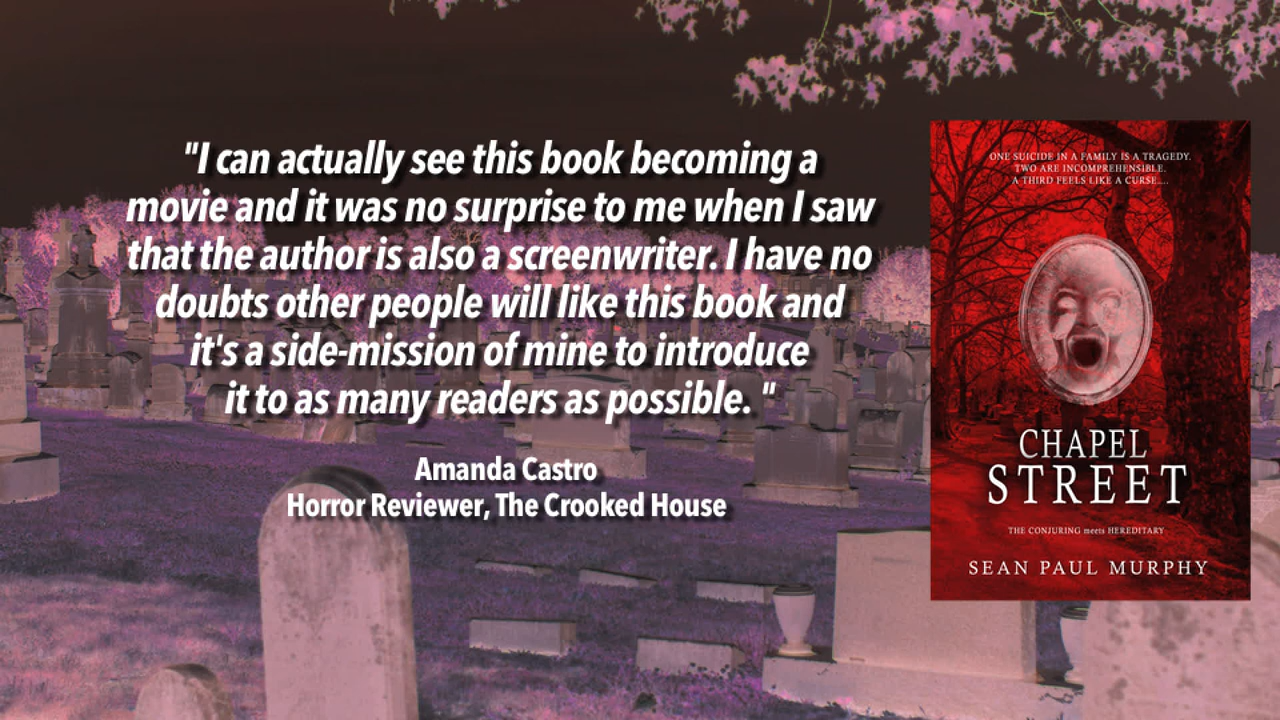 "I can actually see this book becoming a
movie and it was no surprise to me when I saw
that the author is also a screenwriter. I have no
doubts other people will like this book and
it's a side-mission of mine to introduce
it to as many readers as possible. "
Amanda Castro
Horror Reviewer, The Crooked House
ONE SUICIDE IN A FAMILY IS A TRAGEDY.
TWO ARE INCOMPREHENSIBLE.
A THIRD FEELS LIKE A CURSE....
CHAPEL
STREET
THE CONJURING meets HEREDITARY
SEAN PAUL MURPHY